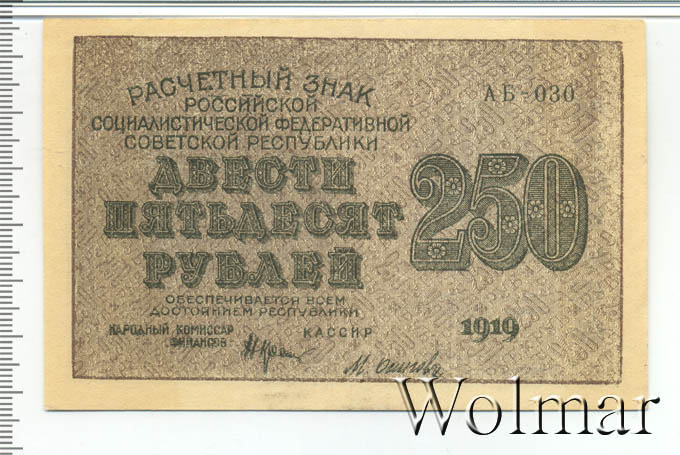 РАСЧЕТНЫЙ ЗНАК
РОССИЙСКОЙ
СОЦИАЛИСТИЧЕСКОЙ ФЕДЕРАТИВНОЙ
СОВЕТСКОЙ РЕСПУБЛИКИ
АБ-030
ДВЕСТИ
ПЯТЬДЕСЯТ
РУБЛЕЙ
250
ОБЕСПЕЧИВАЕТСЯ ВСЕМ
ДОСТОЯНИЕМ РЕСПУБЛИКИ
НАРОДНЫЙ КОМИССАР
ФИНАНСОВ
КАССИР
1919
Wolmar